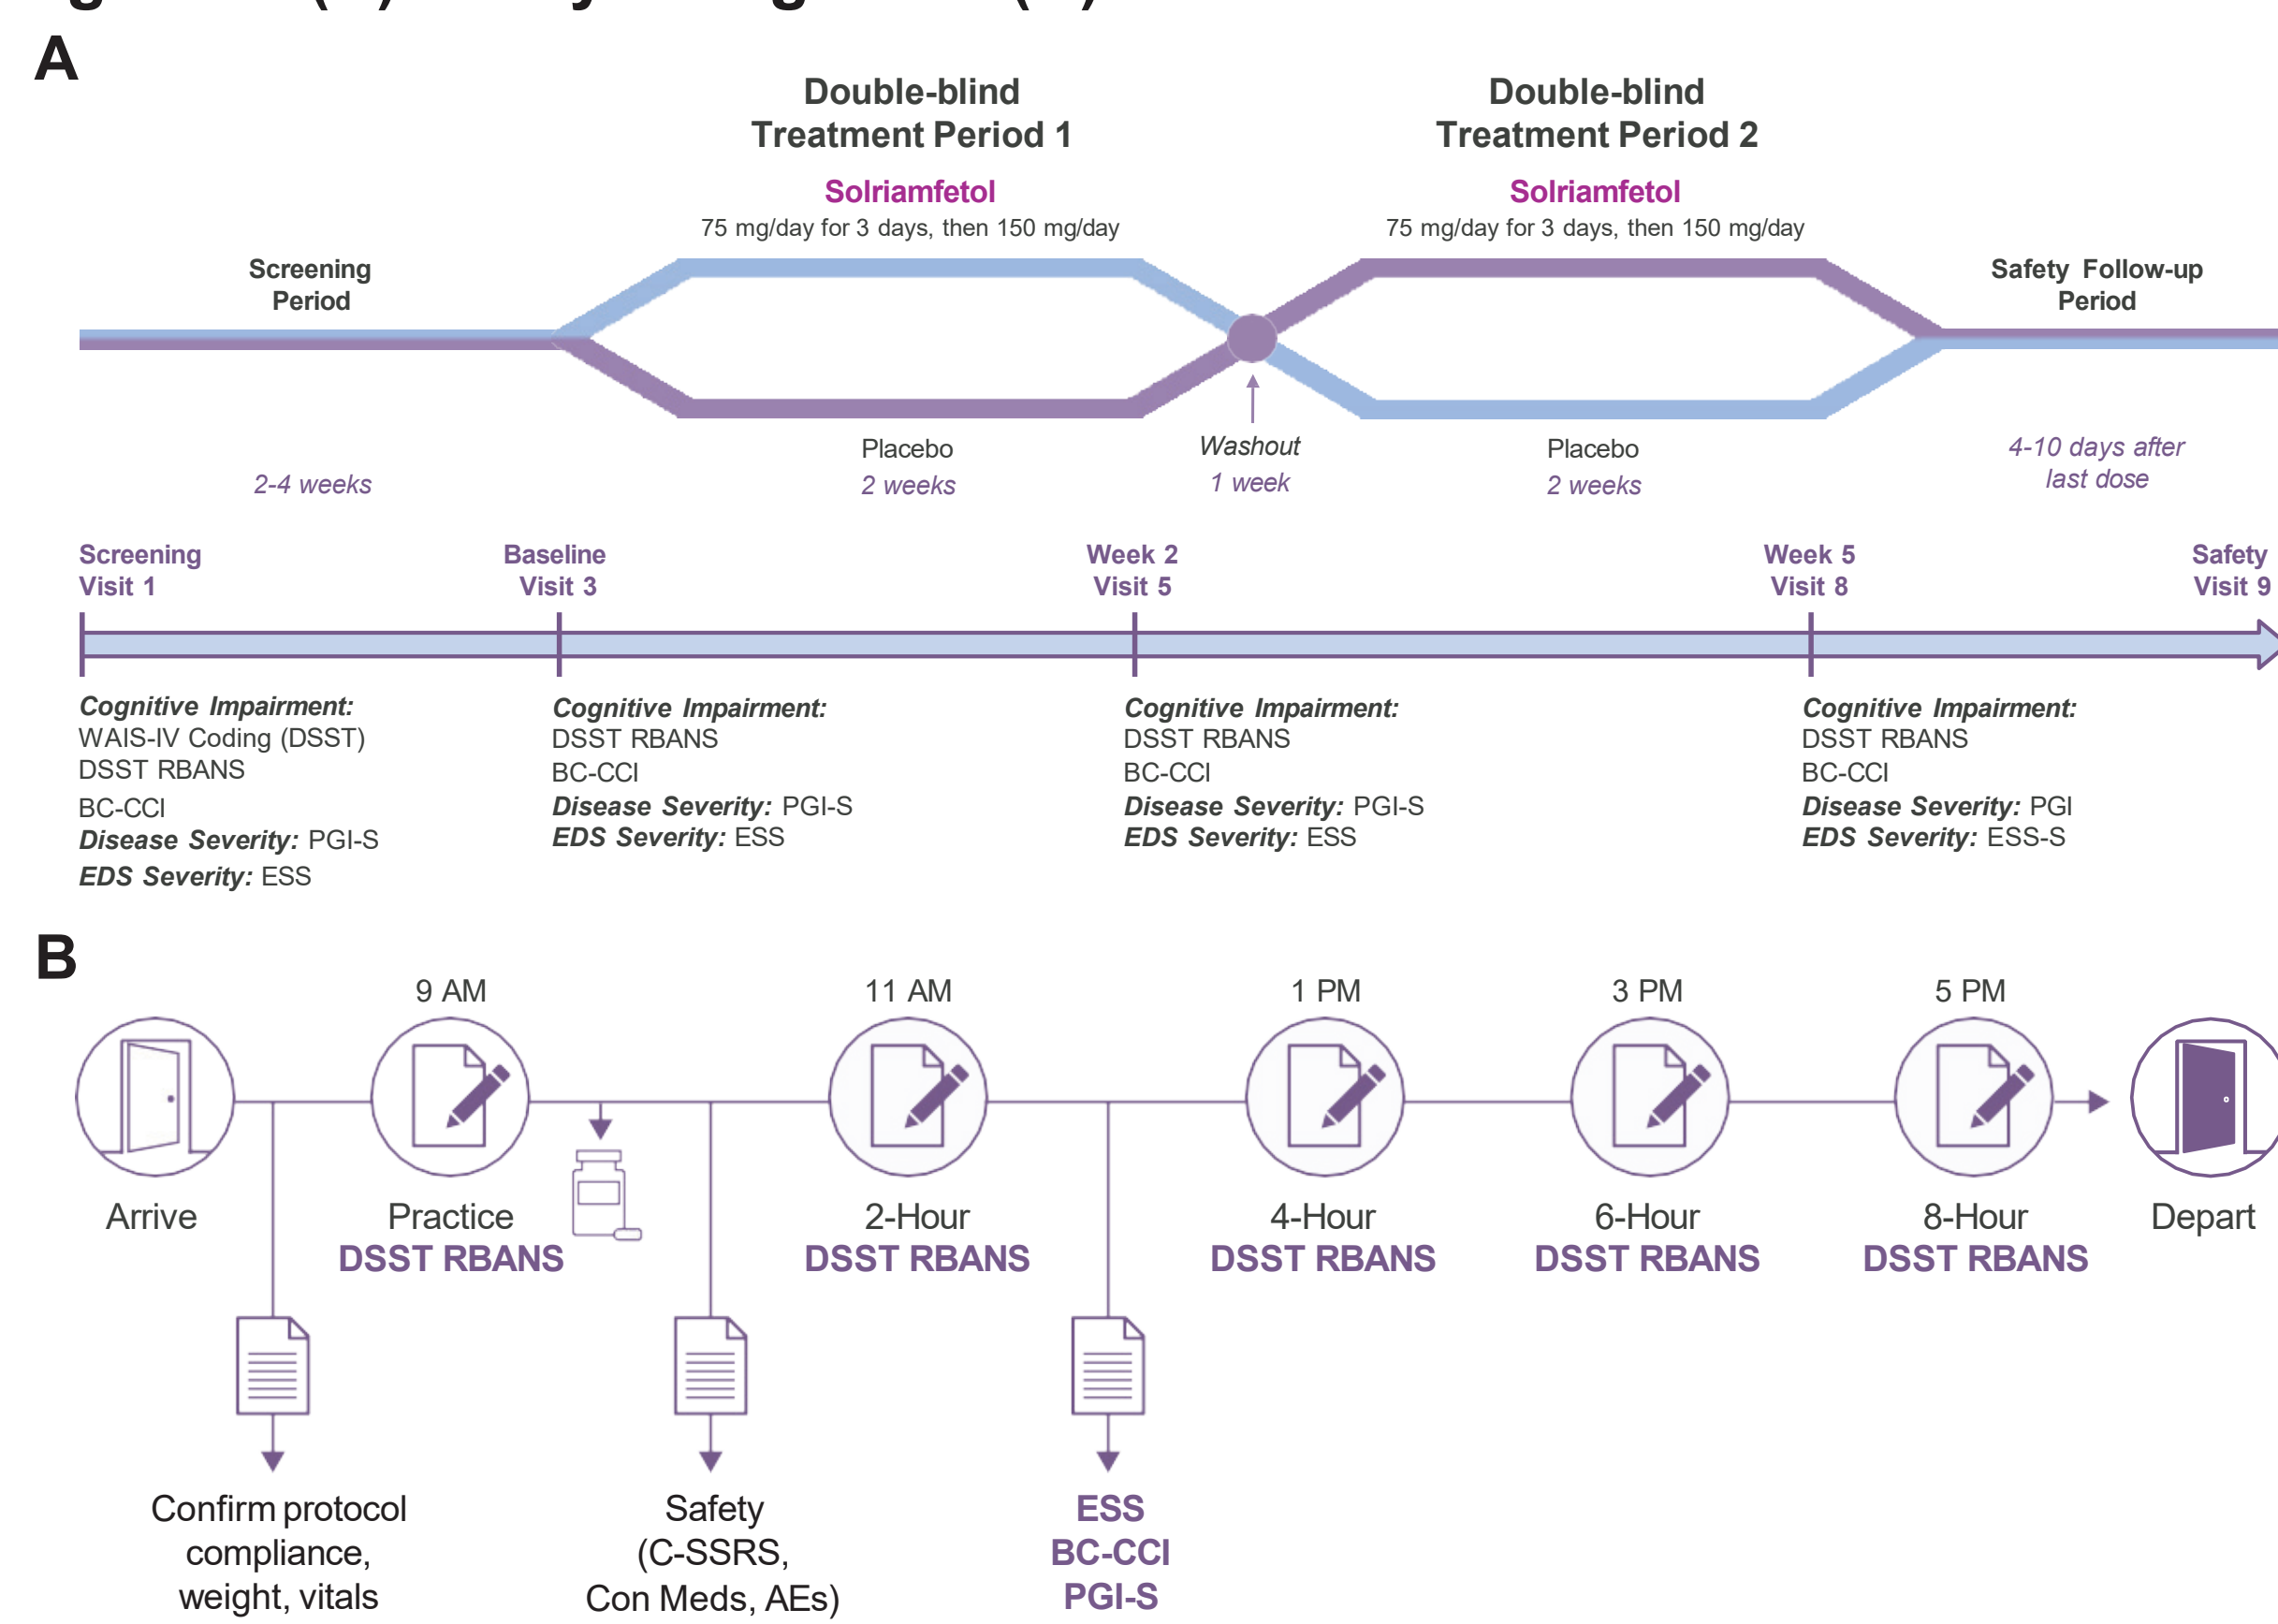 A
Double-blind
Treatment Period 1
Solriamfetol
75 mg/day for 3 days, then 150 mg/day
Double-blind
Treatment Period 2
Solriamfetol
75 mg/day for 3 days, then 150 mg/day
Screening
Period
Safety Follow-up
Period
2-4 weeks
Placebo
2 weeks
Washout
1 week
Placebo
2 weeks
4-10 days after
last dose
Screening
Visit 1
Baseline
Visit 3
Week 2
Visit 5
Week 5
Visit 8
Safety
Visit 9
Cognitive Impairment:
WAIS-IV Coding (DSST)
DSST RBANS
BC-CCI
Disease Severity: PGI-S
EDS Severity: ESS
Cognitive Impairment:
DSST RBANS
BC-CCI
Disease Severity: PGI-S
EDS Severity: ESS
Cognitive Impairment:
DSST RBANS
BC-CCI
Disease Severity: PGI-S
EDS Severity: ESS
Cognitive Impairment:
DSST RBANS
BC-CCI
Disease Severity: PGI
EDS Severity: ESS-S
B
9 AM
11 AM
1 PM
3 PM
5 PM
Arrive
Practice
DSST RBANS
2-Hour
DSST RBANS
4-Hour
DSST RBANS
6-Hour
DSST RBANS
8-Hour
DSST RBANS
Depart
Confirm protocol
compliance,
weight, vitals
Safety
(C-SSRS,
Con Meds, AEs)
ESS
BC-CCI
PGI-S